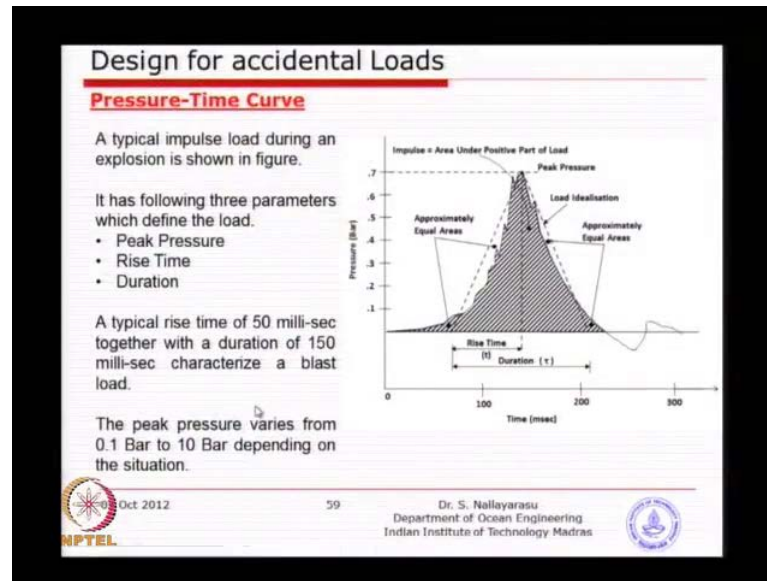 Design for accidental Loads
Pressure-Time Curve
A typical impulse load during an
explosion is shown in figure.
It has following three parameters
which define the load.
• Peak Pressure
• Rise Time
• Duration
A typical rise time of 50 milli-sec
together with a duration of 150
milli-sec characterize a blast
load.
The peak pressure varies from
0.1 Bar to 10 Bar depending on
the situation.
Impulse = Area Under Positive Part of Load
Peak Pressure
Load Idealisation
Approximately
Equal Areas
Approximately
Equal Areas
Pressure (Bar)
.7
.6
.5
.4
.3
.2
.1
Rise Time
(t)
Duration (τ)
0
100
200
300
Time (msec)
Oct 2012
59
Dr. S. Nallayarasu
Department of Ocean Engineering
Indian Institute of Technology Madras
NPTEL